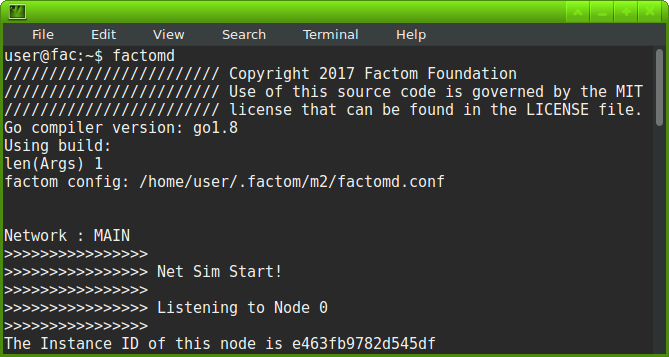 File Edit View Search Terminal Help
user@fac:~$ factomd
//////////////////////// Copyright 2017 Factom Foundation
//////////////////////// Use of this source code is governed by the MIT
//////////////////////// license that can be found in the LICENSE file.
Go compiler version: go1.8
Using build:
len(Args) 1
factom config: /home/user/.factom/m2/factomd.conf
Network : MAIN
>>>>>>>>>>>>>>>>
>>>>>>>>>>>>>>>> Net Sim Start!
>>>>>>>>>>>>>>>>
>>>>>>>>>>>>>>>> Listening to Node 0
>>>>>>>>>>>>>>>>
The Instance ID of this node is e463fb9782d545df